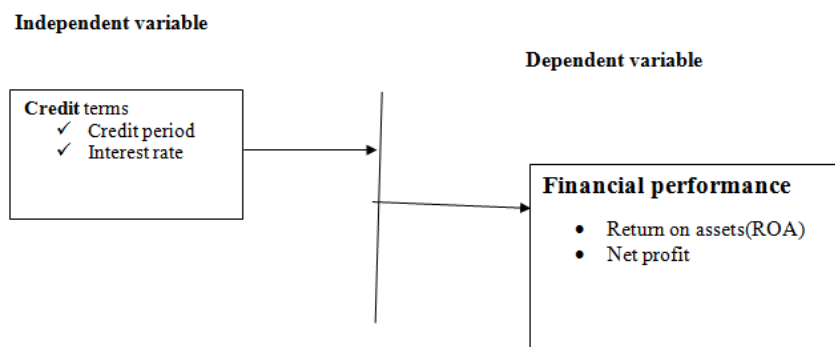 Independent variable
Dependent variable
Credit terms
✓ Credit period
✓ Interest rate
Financial performance
• Return on assets(ROA)
• Net profit